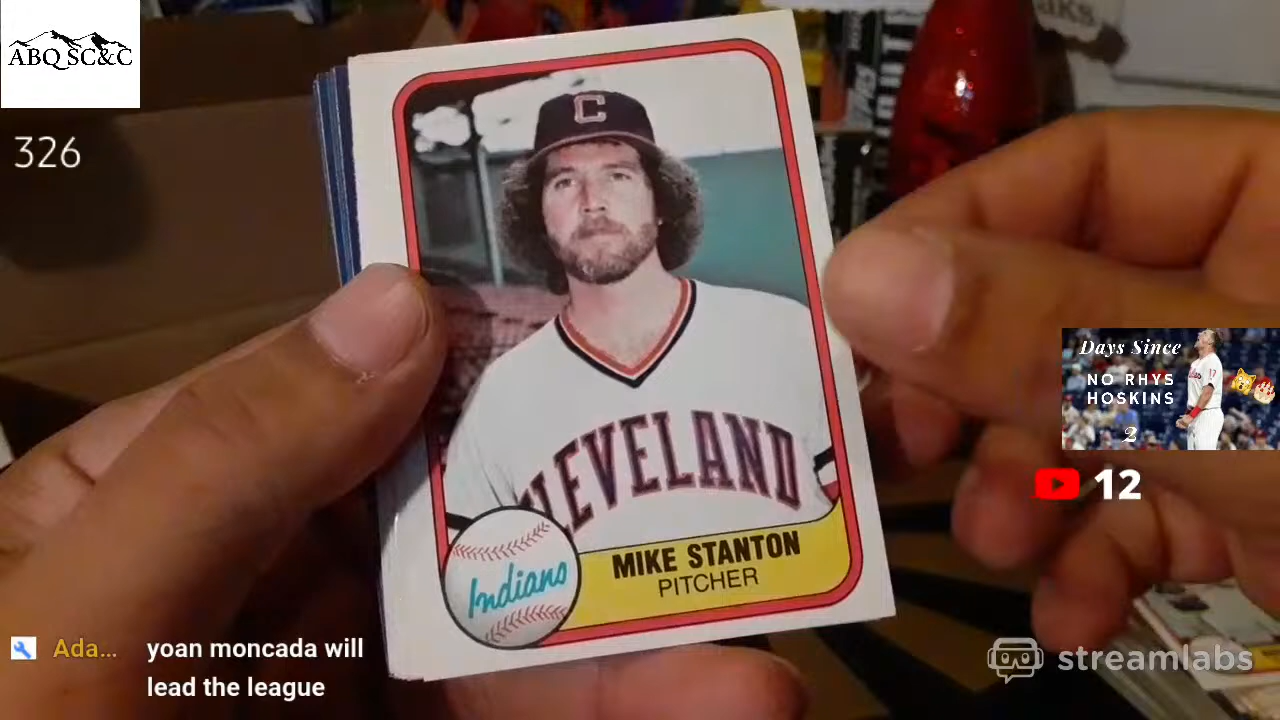 ABQ SC&C
326
C
CLEVELAND
Indians
MIKE STANTON
PITCHER
Days Since
NO RHYS
HOSKINS
2
12
Ada...
yoan moncada will
lead the league
streamlabs